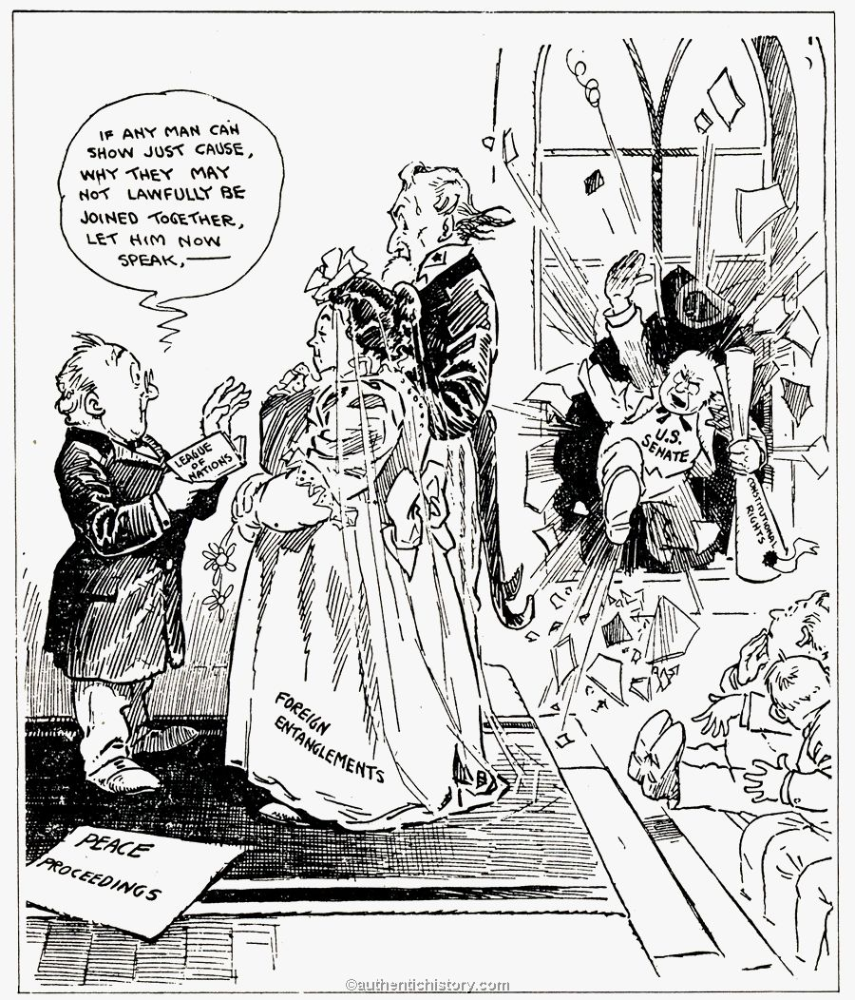 IF ANY MAN CAN
SHOW JUST CAUSE,
WHY THEY MAY
NOT LAWFULLY BE
JOINED TOGETHER,
LET HIM NOW
SPEAK,—
LEAGUE
OF
NATIONS
U.S.
SENATE
CONSTITUTIONAL
RIGHTS
FOREIGN
ENTANGLEMENTS
PEACE
PROCEEDINGS
©authentichistory.com